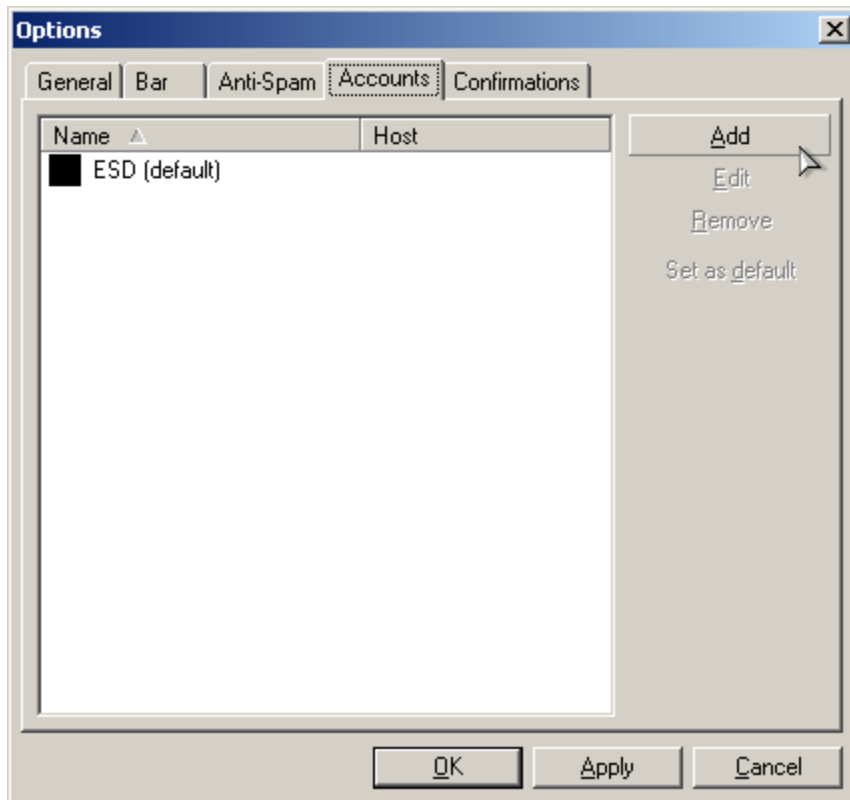 Options
General Bar Anti-Spam Accounts Confirmations
Name Host
ESD (default)
Add
Edit
Remove
Set as default
OK Apply Cancel